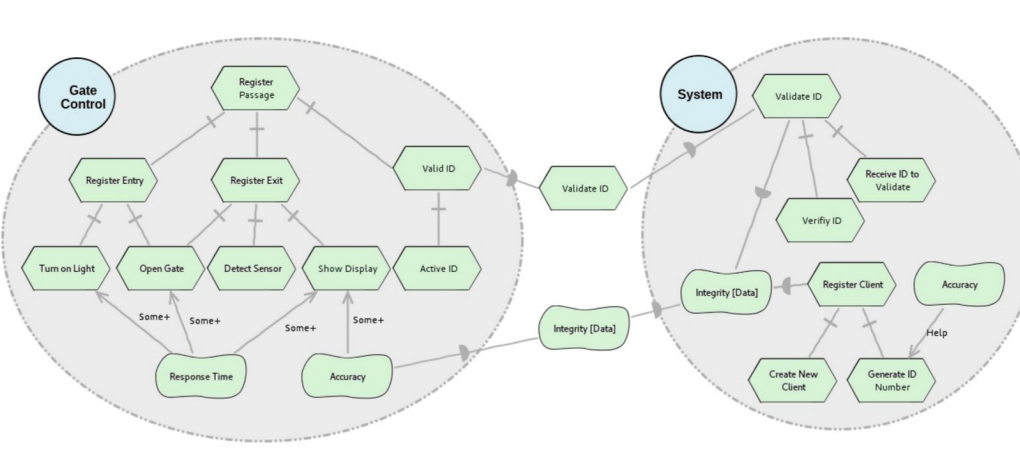 Gate
Control
Register
Passage
Register Entry
Register Exit
Valid ID
Turn on Light
Open Gate
Detect Sensor
Show Display
Active ID
Some+
Some+
Some+
Some+
Response Time
Accuracy
Validate ID
Integrity [Data]
System
Validate ID
Receive ID to
Validate
Verifiy ID
Integrity [Data]
Register Client
Accuracy
Help
Create New
Client
Generate ID
Number